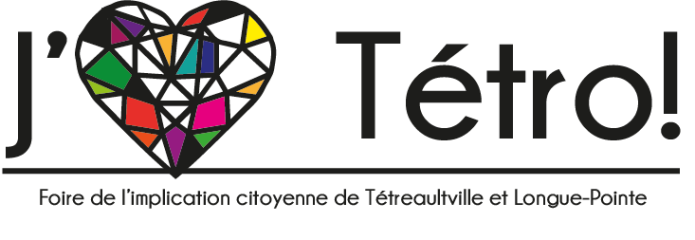 J' Tétro!
Foire de l'implication citoyenne de Tétreaultville et Longue-Pointe